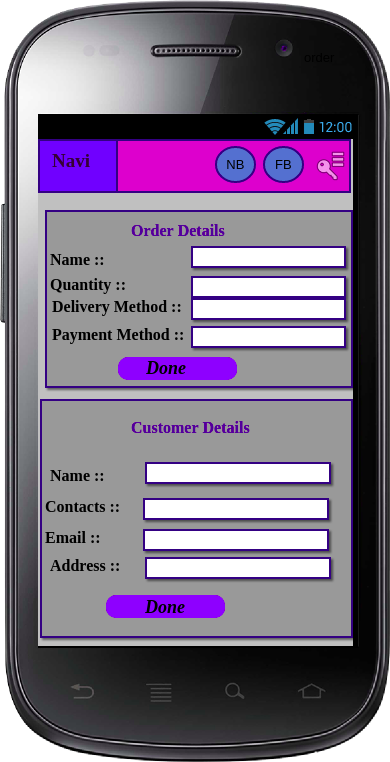 order
12:00
Navi
NB
FB
Order Details
Name ::
Quantity ::
Delivery Method ::
Payment Method ::
Done
Customer Details
Name ::
Contacts ::
Email ::
Address ::
Done